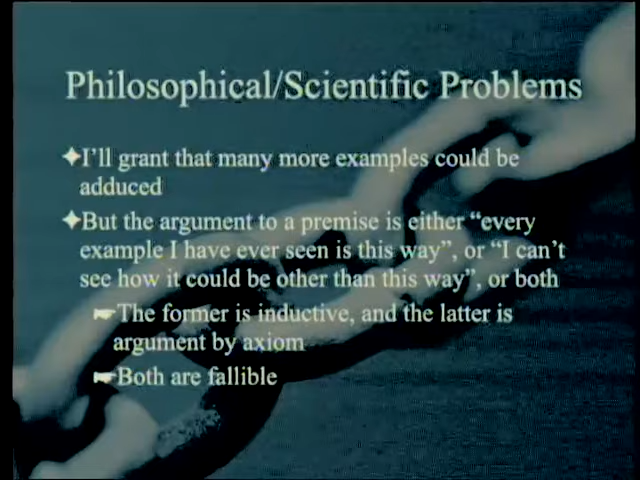 Philosophical/Scientific Problems
I'll grant that many more examples could be
adduced
But the argument to a premise is either “every
example I have ever seen is this way”, or “I can't
see how it could be other than this way”, or both
The former is inductive, and the latter is
argument by axiom
Both are fallible